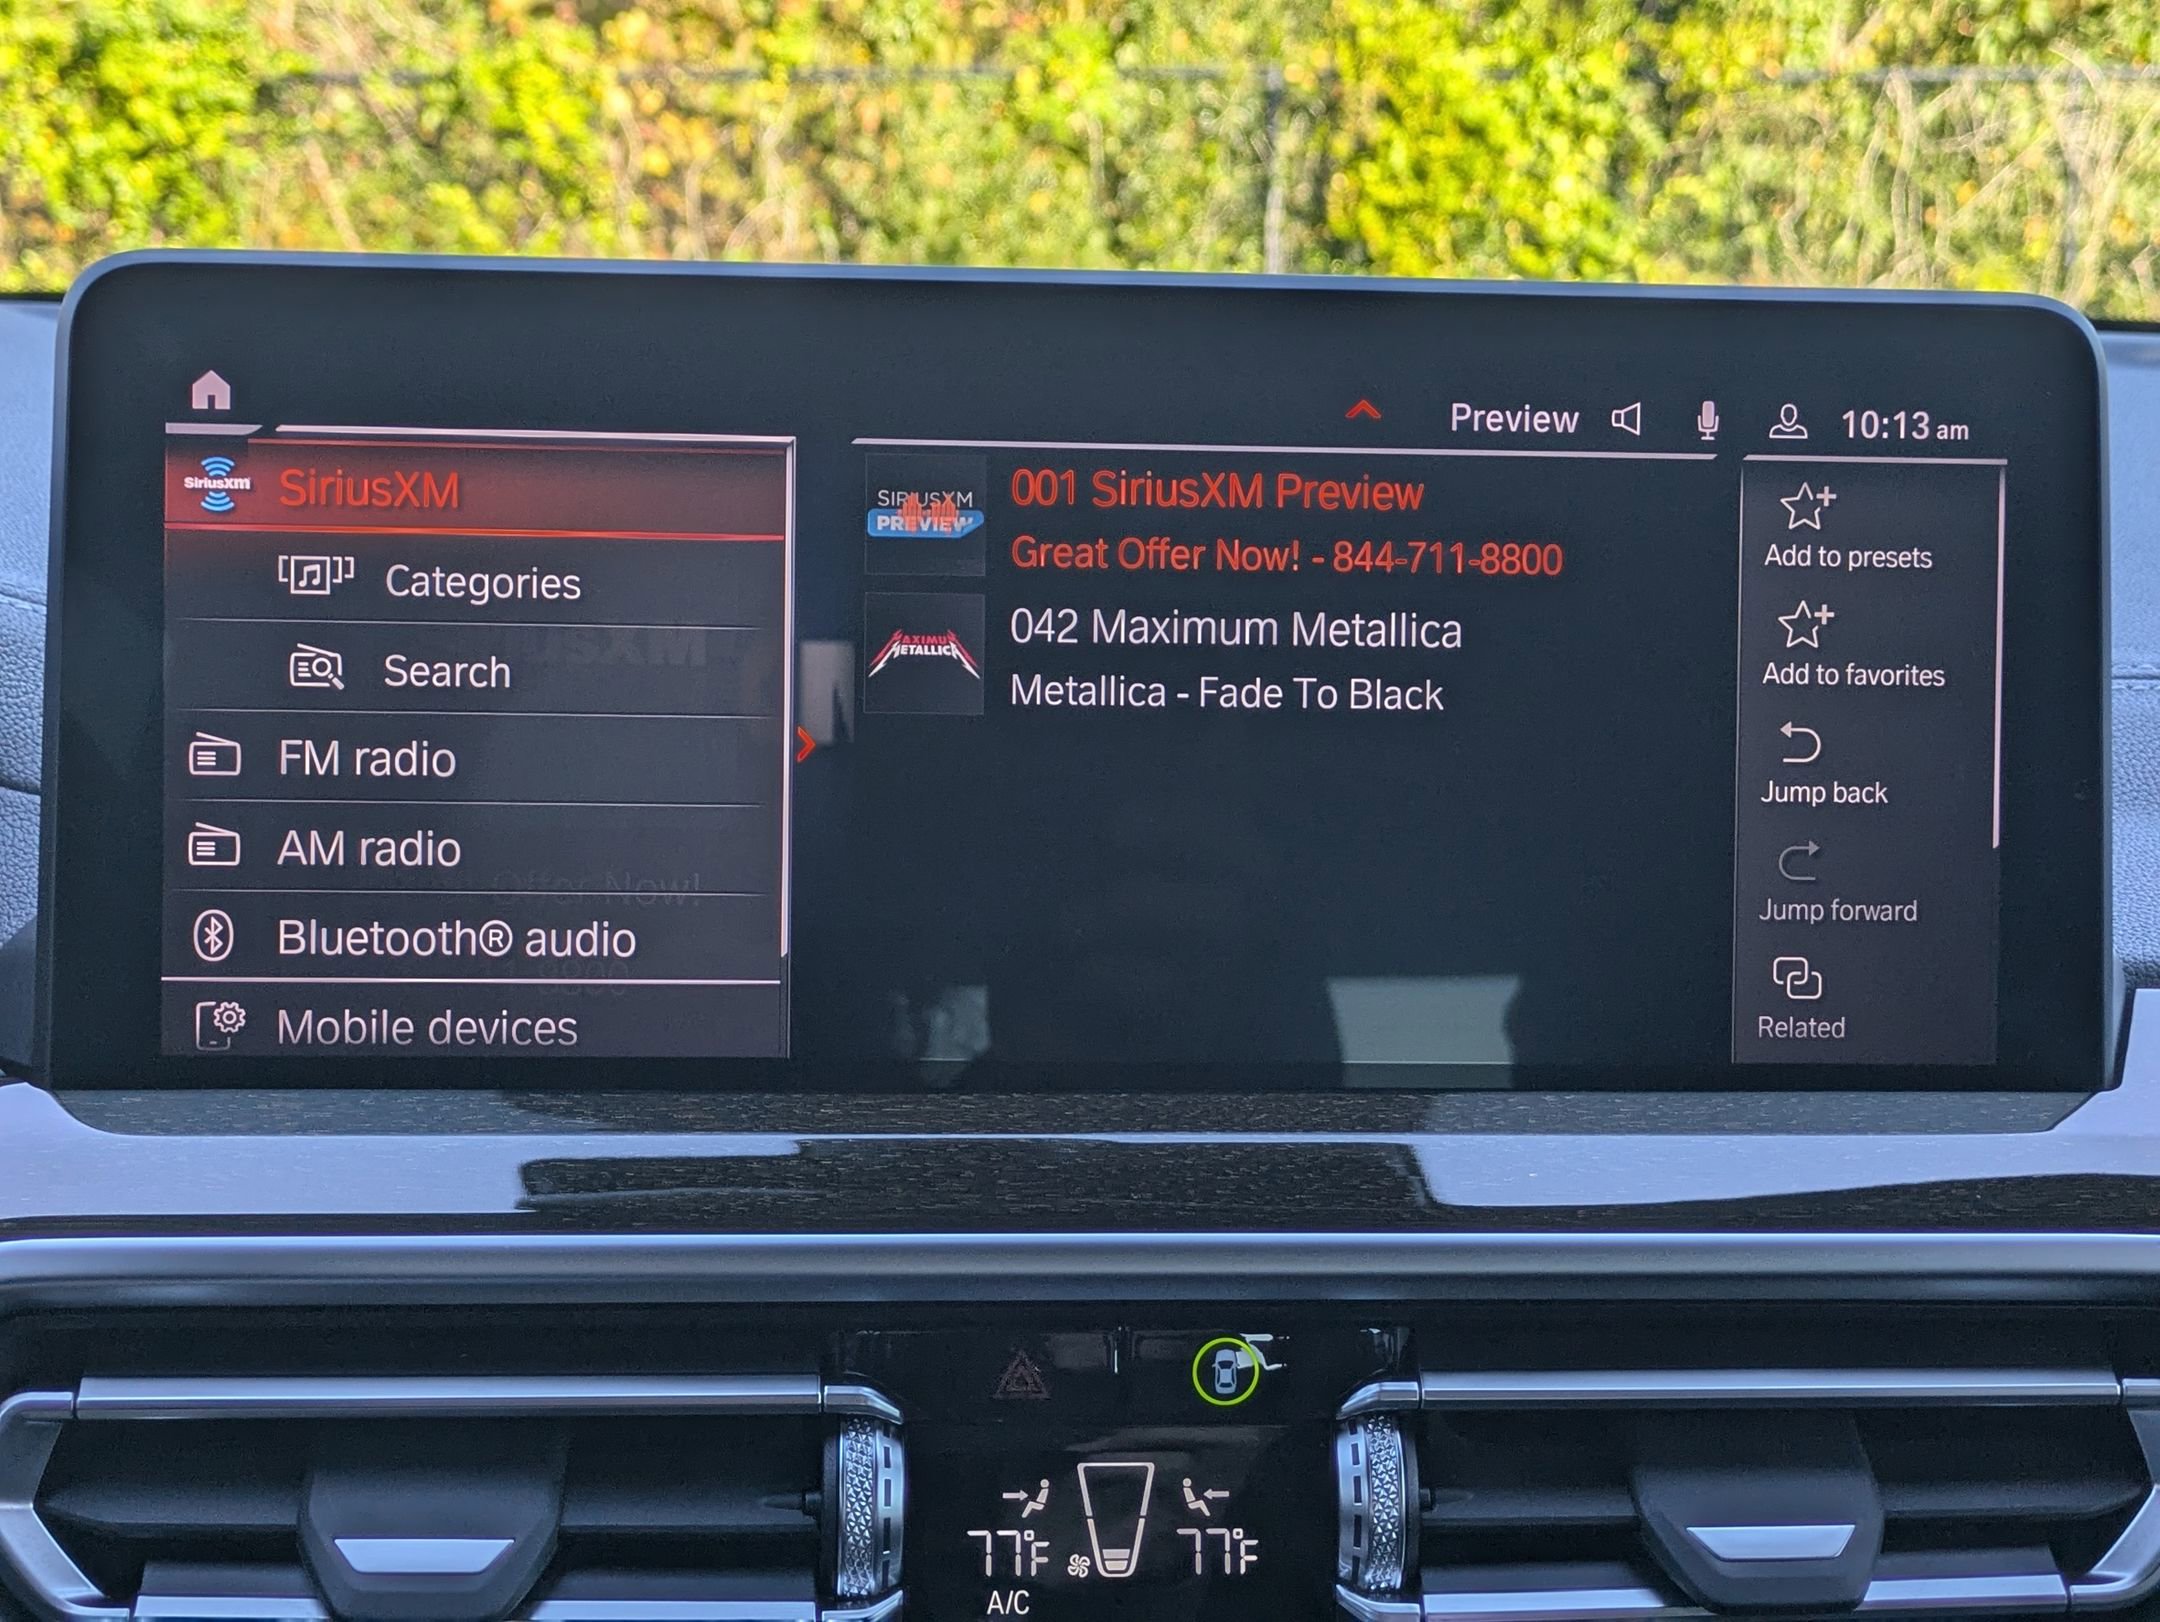 Preview
10:13 am
SiriusXM
SiriusXM
Categories
Search
FM radio
AM radio
Bluetooth® audio
Mobile devices
SIRIUSXM
PREVIEW
001 SiriusXM Preview
Great Offer Now! - 844-711-8800
MAXIMUM
METALLICA
042 Maximum Metallica
Metallica - Fade To Black
Add to presets
Add to favorites
Jump back
Jump forward
Related
77°F
77°F
A/C